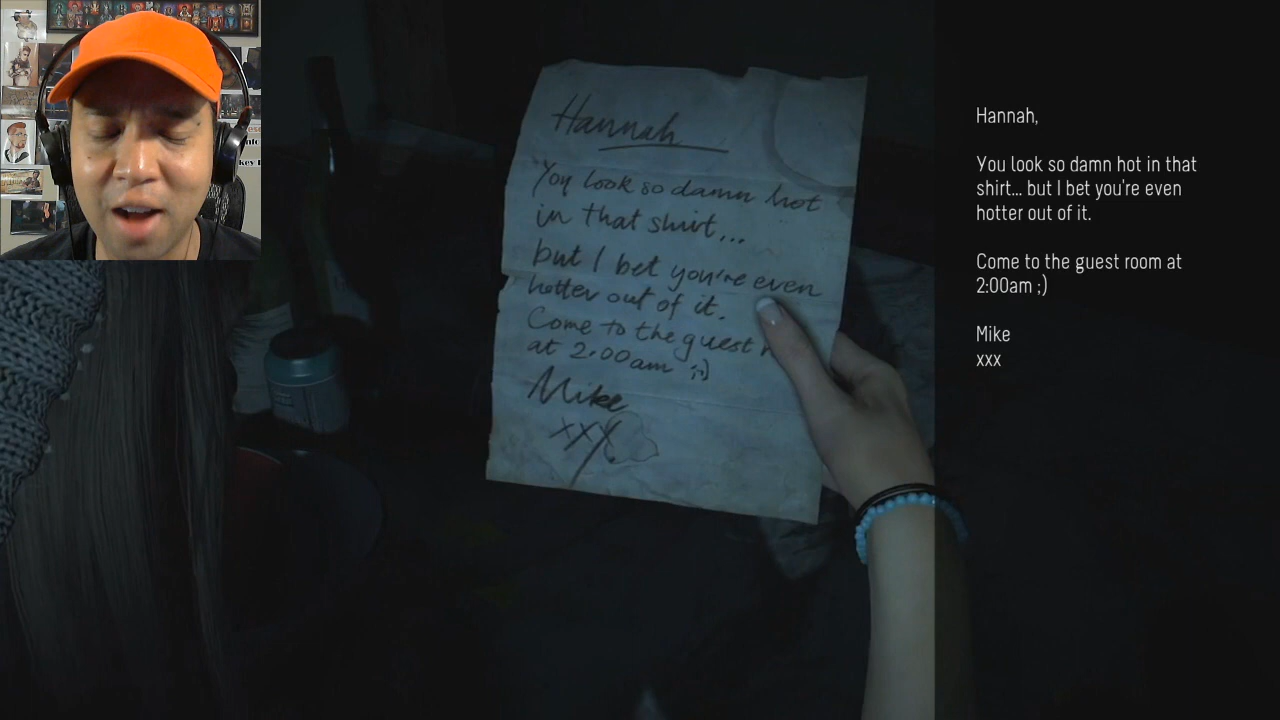 Hannah
You look so damn hot
in that shirt...
but I bet you're even
hotter out of it.
Come to the guest
at 2.00am ;)
Mike
xxx
Hannah,
You look so damn hot in that
shirt... but I bet you're even
hotter out of it.
Come to the guest room at
2:00am ;)
Mike
xxx